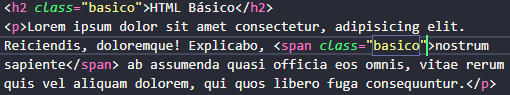 <h2 class="basico">HTML Básico</h2>
<p>Lorem ipsum dolor sit amet consectetur, adipisicing elit.
Reiciendis, doloremque! Explicabo, <span class="basico">nostrum
sapiente</span> ab assumenda quasi officia eos omnis, vitae rerum
quis vel aliquam dolorem, qui quos libero fuga consequuntur.</p>